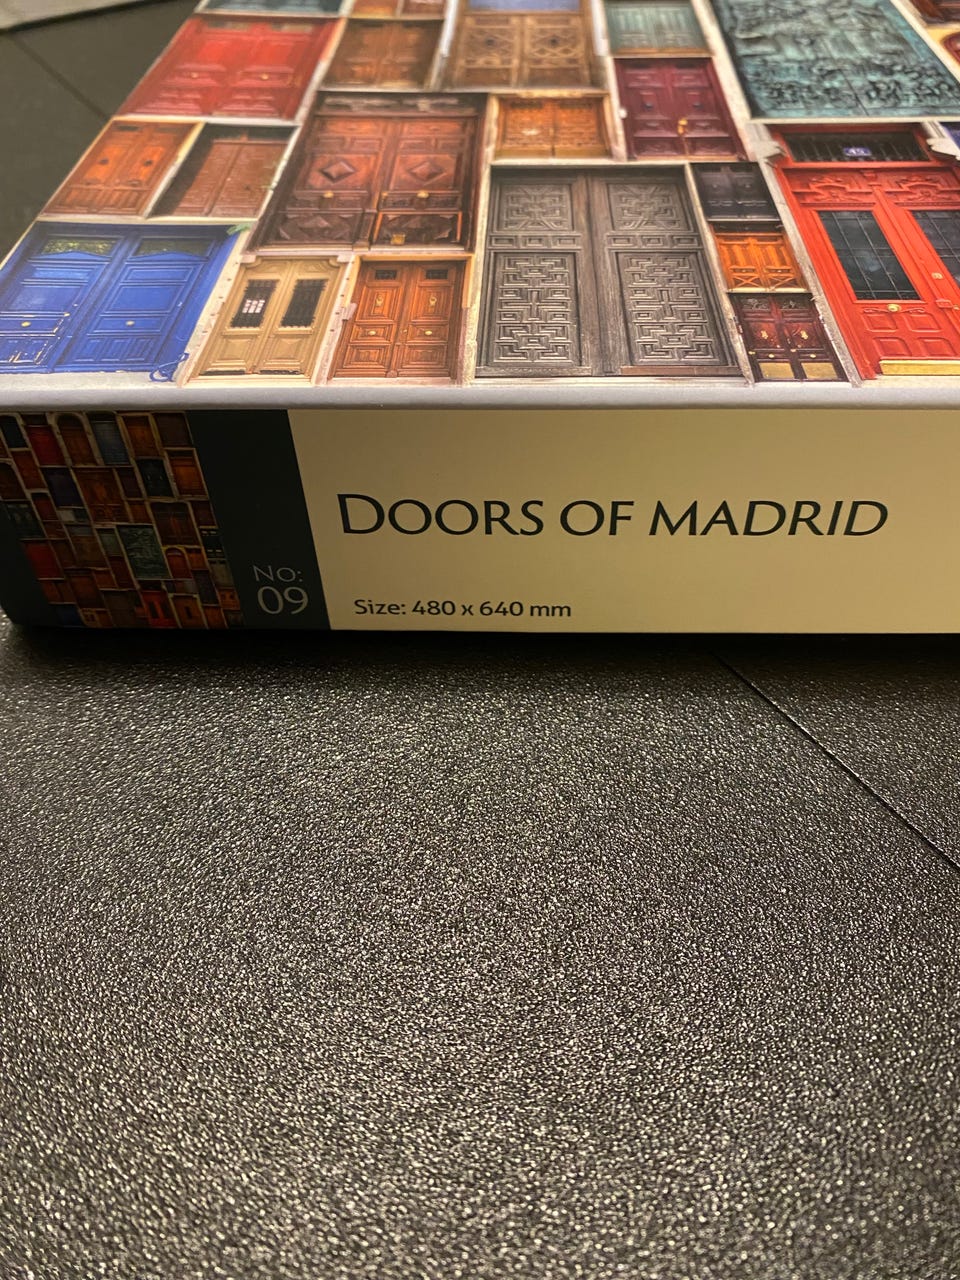 DOORS OF MADRID
No:
09
Size: 480 x 640 mm